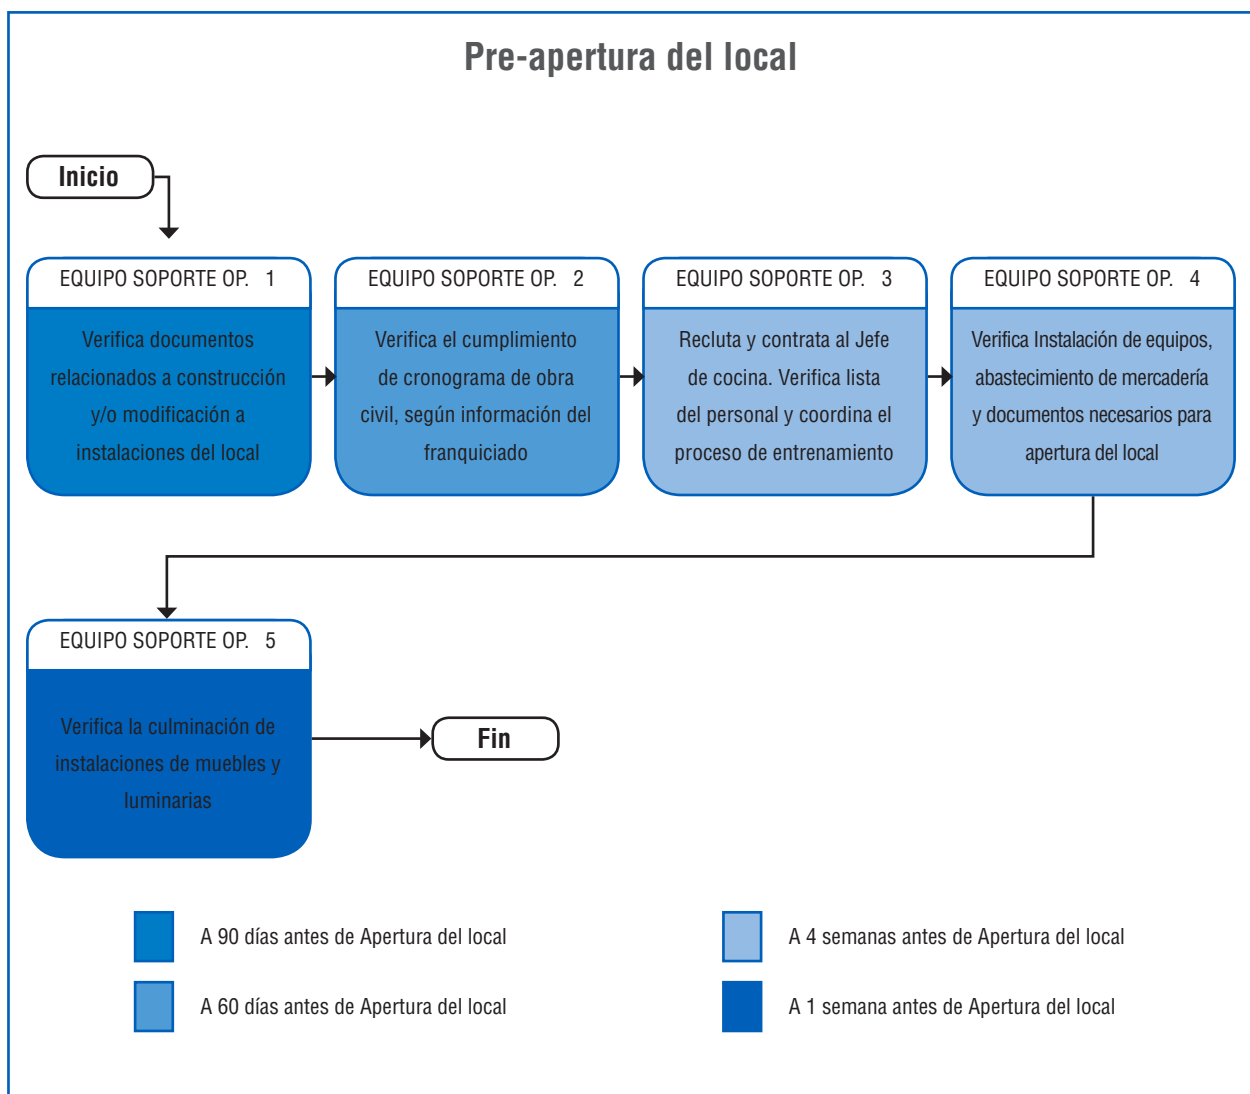 Pre-apertura del local
Inicio
EQUIPO SOPORTE OP. 1
Verifica documentos
relacionados a construcción
y/o modificación a
instalaciones del local
EQUIPO SOPORTE OP. 2
Verifica el cumplimiento
de cronograma de obra
civil, según información del
franquiciado
EQUIPO SOPORTE OP. 3
Recluta y contrata al Jefe
de cocina. Verifica lista
del personal y coordina el
proceso de entrenamiento
EQUIPO SOPORTE OP. 4
Verifica Instalación de equipos,
abastecimiento de mercadería
y documentos necesarios para
apertura del local
EQUIPO SOPORTE OP. 5
Verifica la culminación de
instalaciones de muebles y
luminarias
Fin
A 90 días antes de Apertura del local
A 60 días antes de Apertura del local
A 4 semanas antes de Apertura del local
A 1 semana antes de Apertura del local